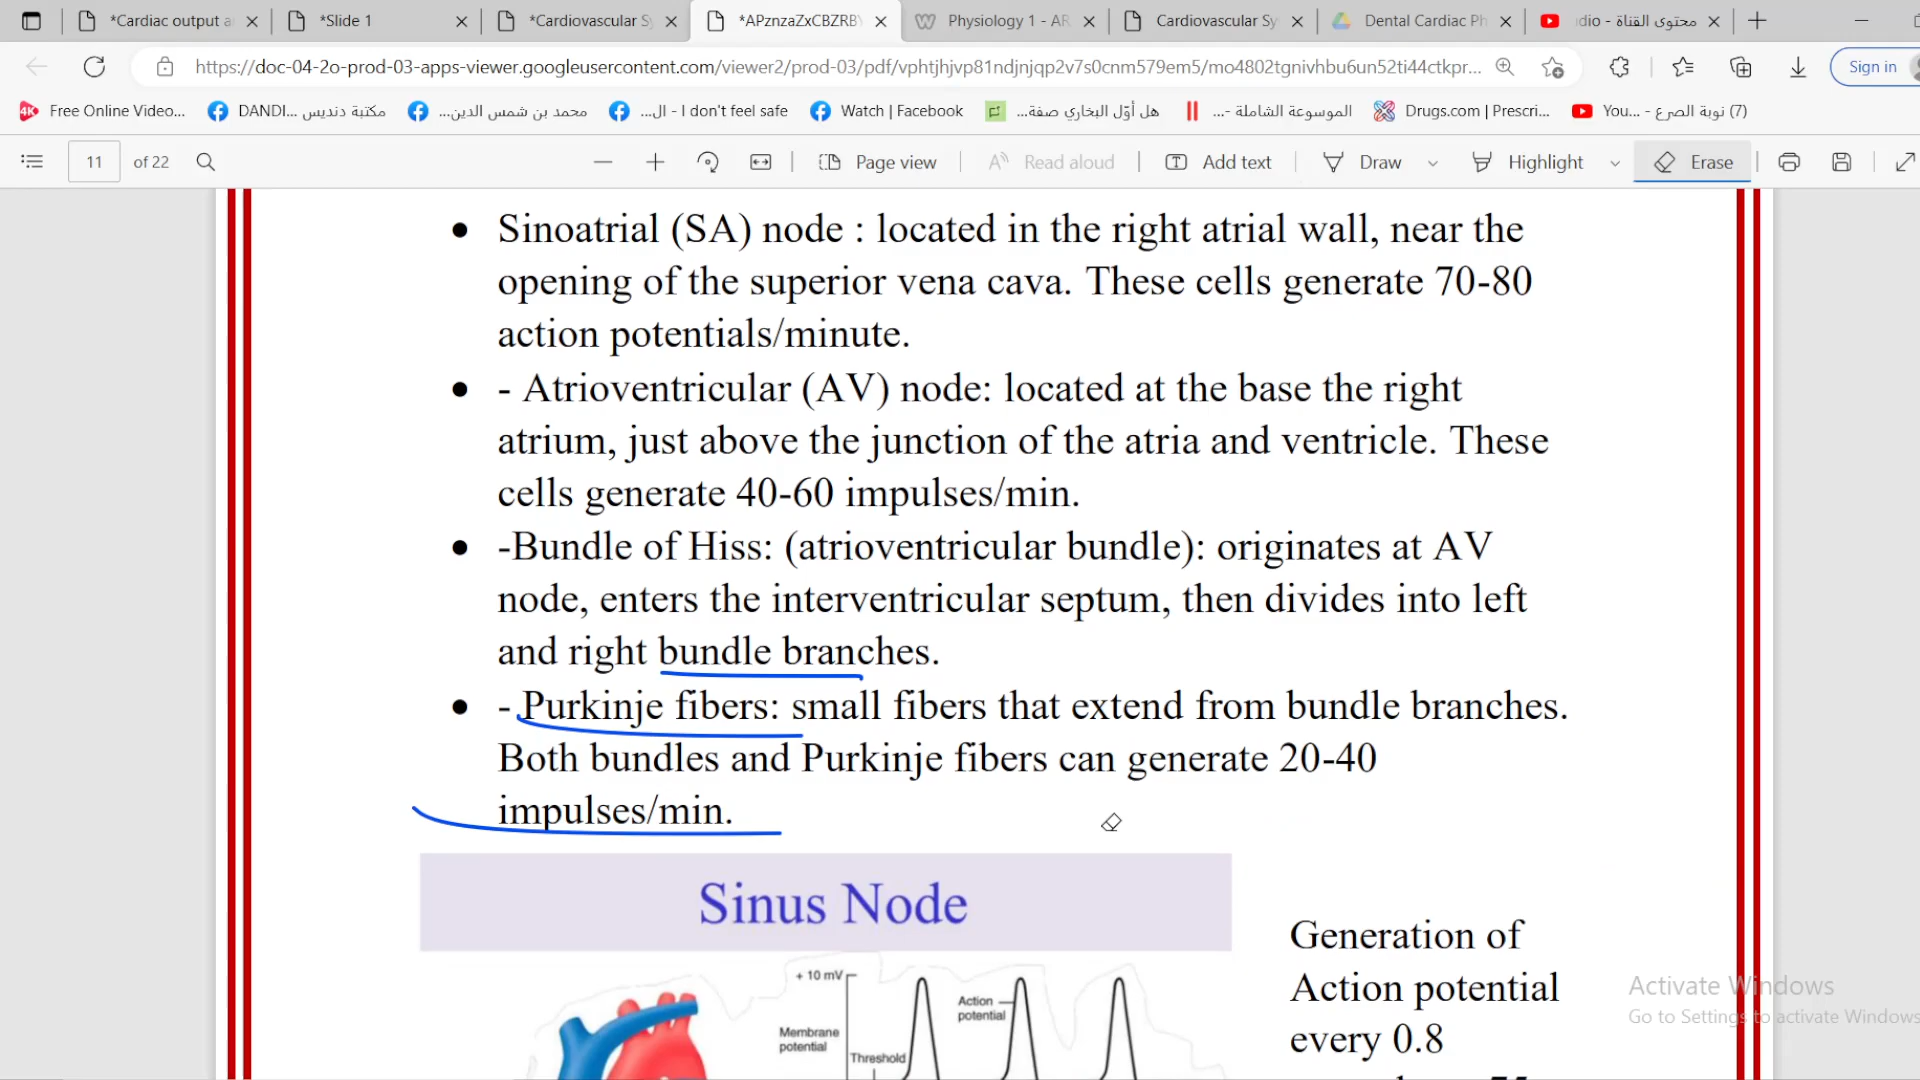 *Cardiac output a
*Slide 1
*Cardiovascular Sy
*APznzaZxCBZRBY
Physiology 1 - AR
Cardiovascular Sy
Dental Cardiac Ph
محتوى القناة - dio
https://doc-04-2o-prod-03-apps-viewer.googleusercontent.com/viewer2/prod-03/pdf/vphtjhjvp81ndjnjqp2v7s0cnm579em5/mo4802tgnivhbu6un52ti44ctkpr...
Sign in
4K Free Online Video...
مكتبة دنديس ...DANDI
محمد بن شمس الدين...
ال... - I don't feel safe
Watch | Facebook
هل أوّل البخاري صفة...
الموسوعة الشاملة -...
Drugs.com | Prescri...
(7) نوبة الصرع - ...You
11 of 22
Page view
Read aloud
Add text
Draw
Highlight
Erase
• Sinoatrial (SA) node : located in the right atrial wall, near the
opening of the superior vena cava. These cells generate 70-80
action potentials/minute.
• - Atrioventricular (AV) node: located at the base the right
atrium, just above the junction of the atria and ventricle. These
cells generate 40-60 impulses/min.
• -Bundle of Hiss: (atrioventricular bundle): originates at AV
node, enters the interventricular septum, then divides into left
and right bundle branches.
• - Purkinje fibers: small fibers that extend from bundle branches.
Both bundles and Purkinje fibers can generate 20-40
impulses/min.
Sinus Node
+ 10 mV
Action
potential
Membrane
potential
Threshold
Generation of
Action potential
every 0.8
Activate Windows
Go to Settings to activate Windows